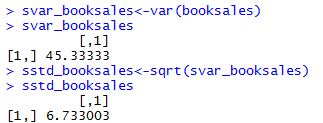 > svar_booksales<-var(booksales)
> svar_booksales
[,1]
[1,] 45.33333
> sstd_booksales<-sqrt(svar_booksales)
> sstd_booksales
[,1]
[1,] 6.733003